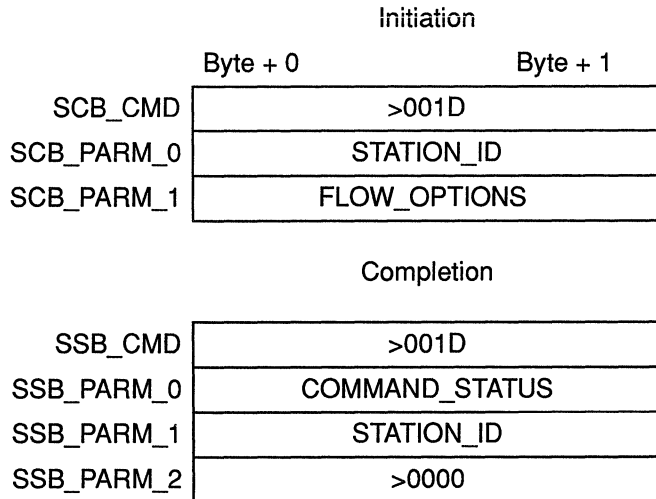 Initiation
Byte + 0 Byte + 1
SCB_CMD >001D
SCB_PARM_0 STATION_ID
SCB_PARM_1 FLOW_OPTIONS
Completion
SSB_CMD >001D
SSB_PARM_0 COMMAND_STATUS
SSB_PARM_1 STATION_ID
SSB_PARM_2 >0000